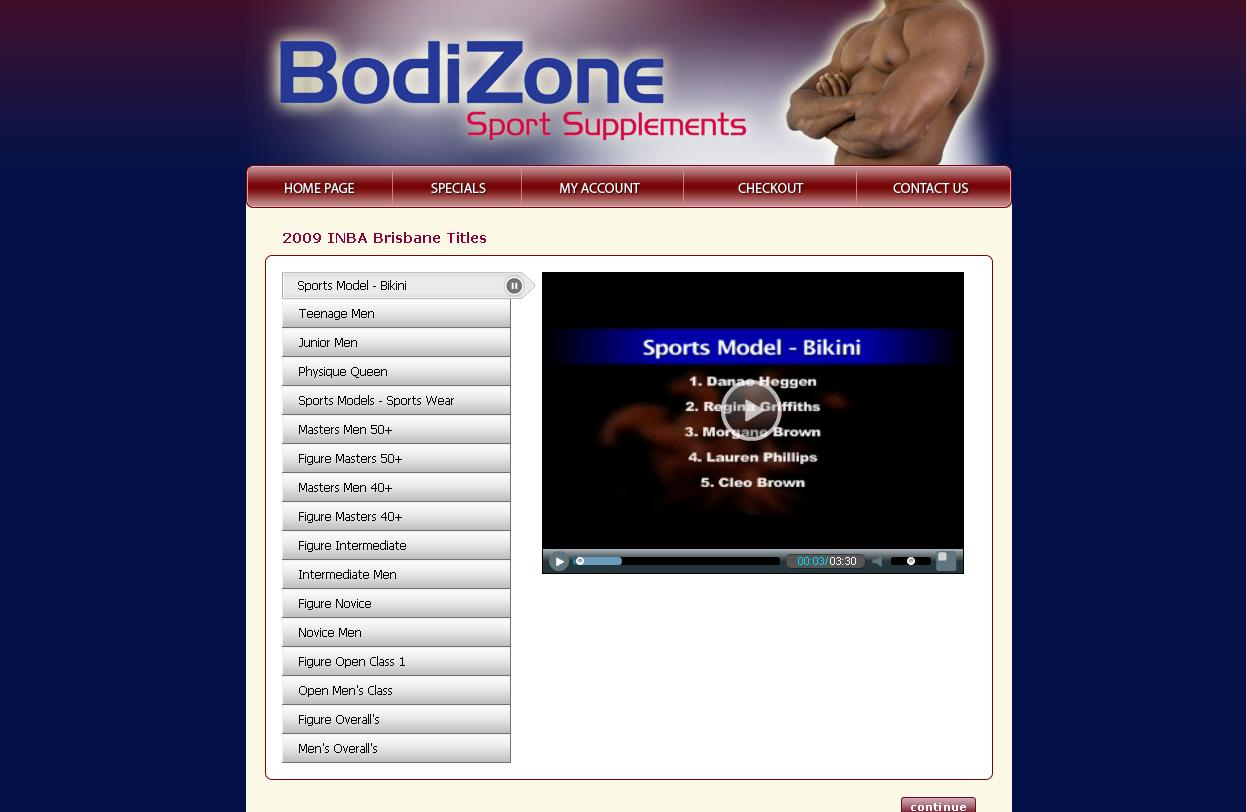 BodiZone
Sport Supplements
HOME PAGE
SPECIALS
MY ACCOUNT
CHECKOUT
CONTACT US
2009 INBA Brisbane Titles
Sports Model - Bikini
Teenage Men
Junior Men
Physique Queen
Sports Models - Sports Wear
Masters Men 50+
Figure Masters 50+
Masters Men 40+
Figure Masters 40+
Figure Intermediate
Intermediate Men
Figure Novice
Novice Men
Figure Open Class 1
Open Men's Class
Figure Overall's
Men's Overall's
Sports Model - Bikini
1. Danae Heggen
2. Regina Griffiths
3. Morgane Brown
4. Lauren Phillips
5. Cleo Brown
00:03/03:30
continue